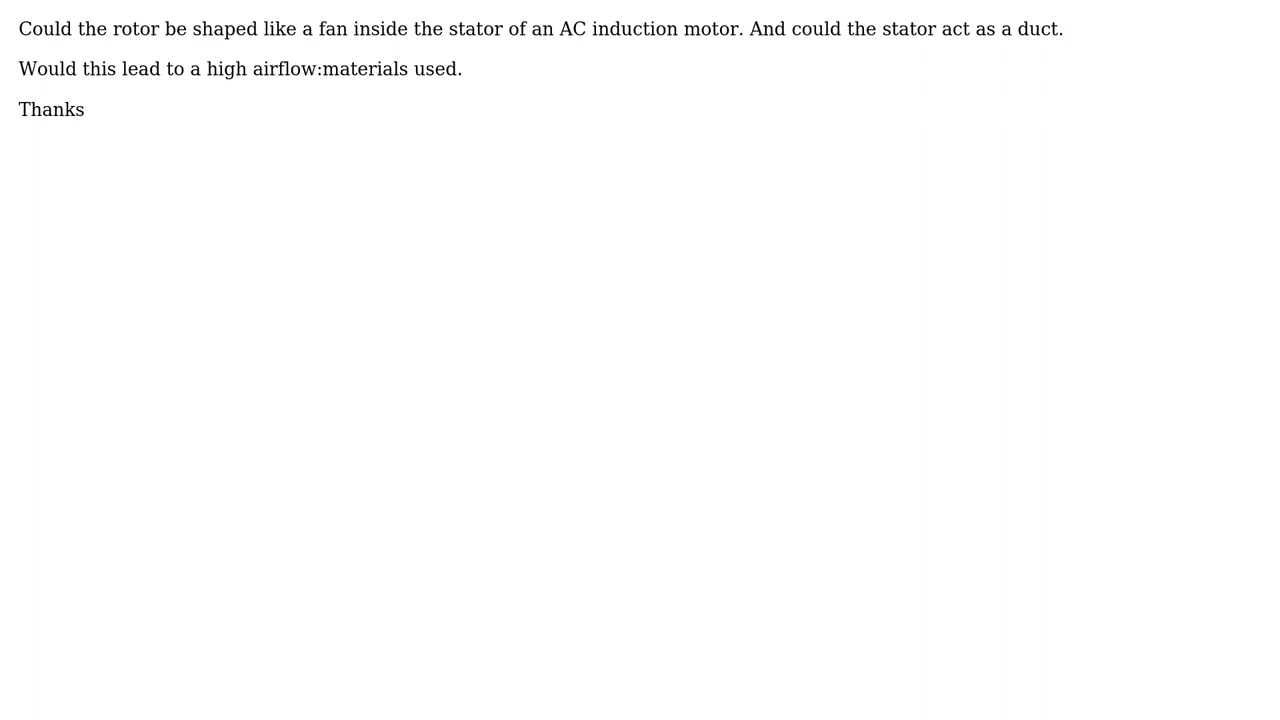 Could the rotor be shaped like a fan inside the stator of an AC induction motor. And could the stator act as a duct.
Would this lead to a high airflow:materials used.
Thanks